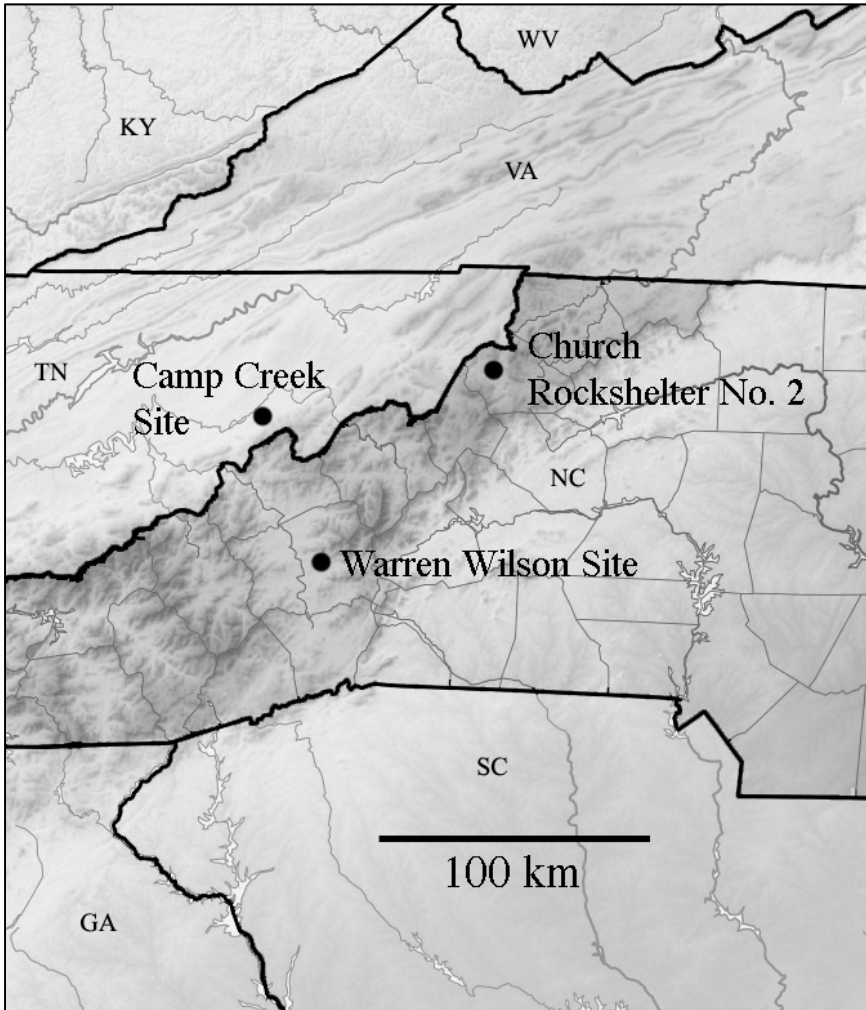 WV
KY
VA
TN
Camp Creek
Site
Church
Rockshelter No. 2
NC
Warren Wilson Site
SC
100 km
GA